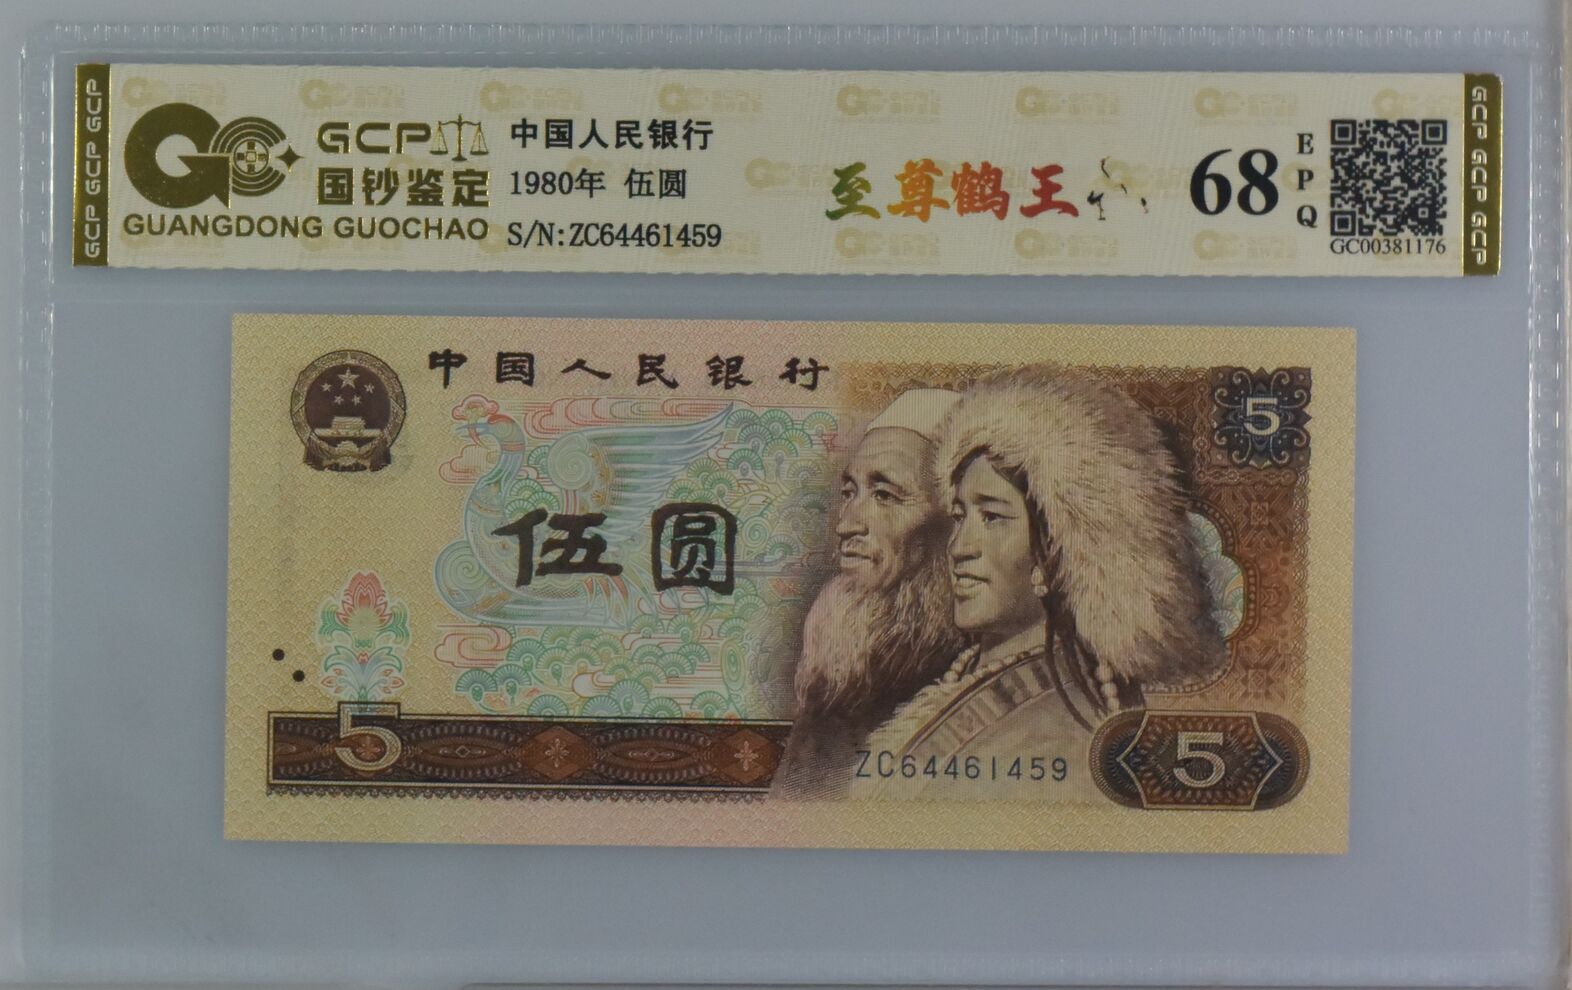 GCP GCP GCP
GCP
国钞鉴定
GUANGDONG GUOCHAO
中国人民银行
1980年 伍圆
S/N:ZC64461459
至尊鹤王
68
EPQ
GC00381176
GCP GCP GCP
中国人民银行
5
伍圆
5
ZC64461459
5